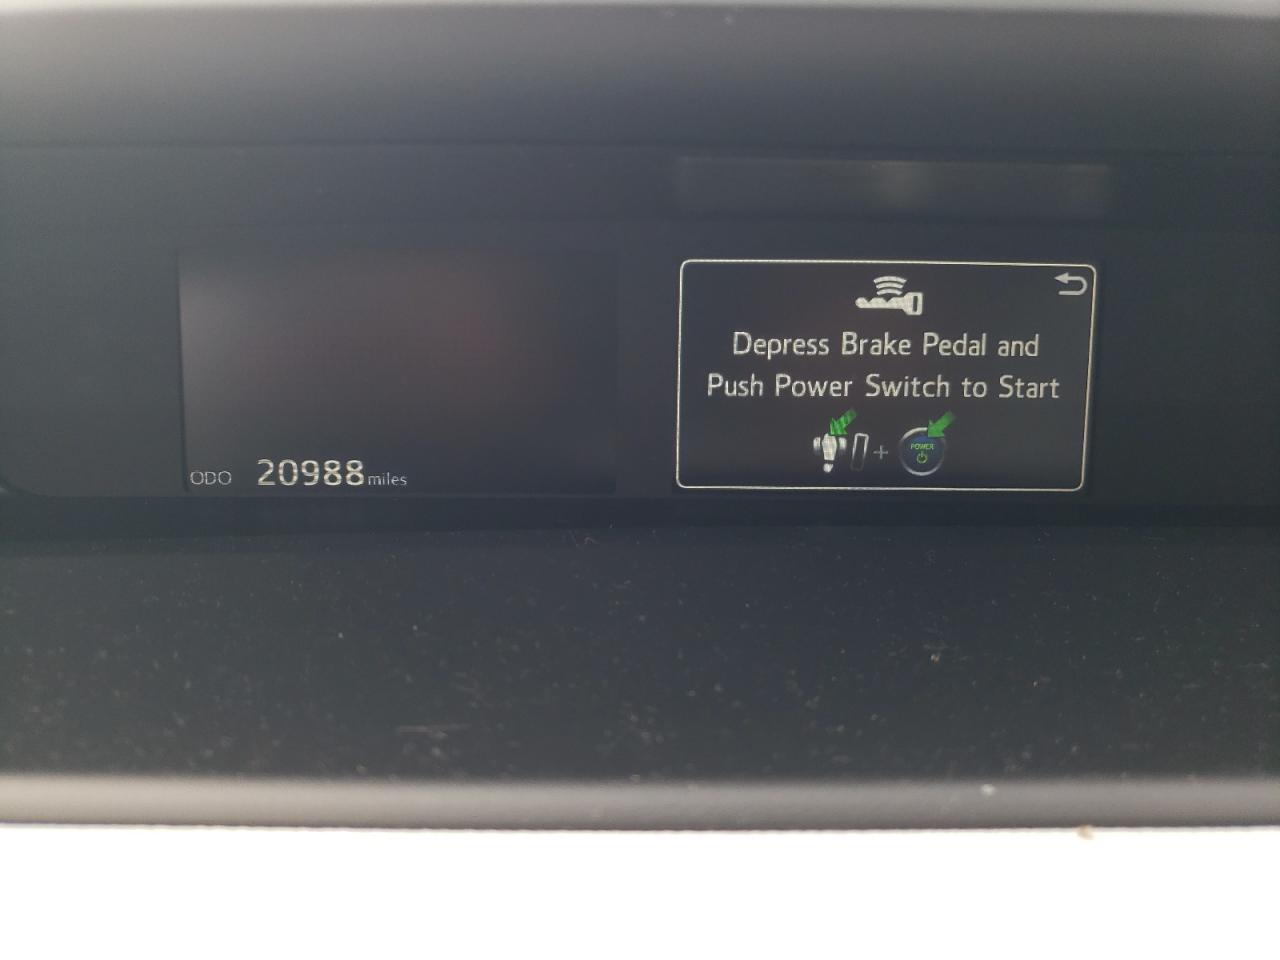 Depress Brake Pedal and
Push Power Switch to Start
POWER
ODO 20988 miles